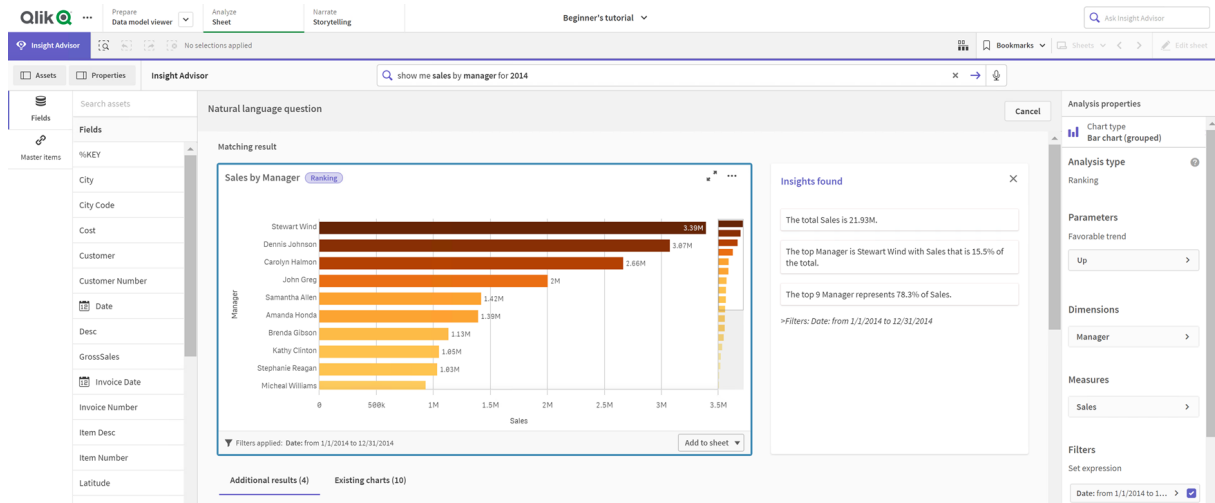 Qlik
Prepare
Data model viewer
Analyze
Sheet
Narrate
Storytelling
Beginner's tutorial
Ask Insight Advisor
Insight Advisor
No selections applied
Bookmarks
Sheets
Edit sheet
Assets
Properties
Insight Advisor
show me sales by manager for 2014
Fields
Master items
Search assets
Fields
%KEY
City
City Code
Cost
Customer
Customer Number
Date
Desc
GrossSales
Invoice Date
Invoice Number
Item Desc
Item Number
Latitude
Natural language question
Cancel
Matching result
Sales by Manager
Ranking
Manager
Stewart Wind
3.39M
Dennis Johnson
3.07M
Carolyn Halmon
2.66M
John Greg
2M
Samantha Allen
1.42M
Amanda Honda
1.39M
Brenda Gibson
1.13M
Kathy Clinton
1.05M
Stephanie Reagan
1.03M
Micheal Williams
0 500k 1M 1.5M 2M 2.5M 3M 3.5M
Sales
Filters applied: Date: from 1/1/2014 to 12/31/2014
Add to sheet
Additional results (4)
Existing charts (10)
Insights found
The total Sales is 21.93M.
The top Manager is Stewart Wind with Sales that is 15.5% of
the total.
The top 9 Manager represents 78.3% of Sales.
>Filters: Date: from 1/1/2014 to 12/31/2014
Analysis properties
Chart type
Bar chart (grouped)
Analysis type
Ranking
Parameters
Favorable trend
Up
Dimensions
Manager
Measures
Sales
Filters
Set expression
Date: from 1/1/2014 to 1...